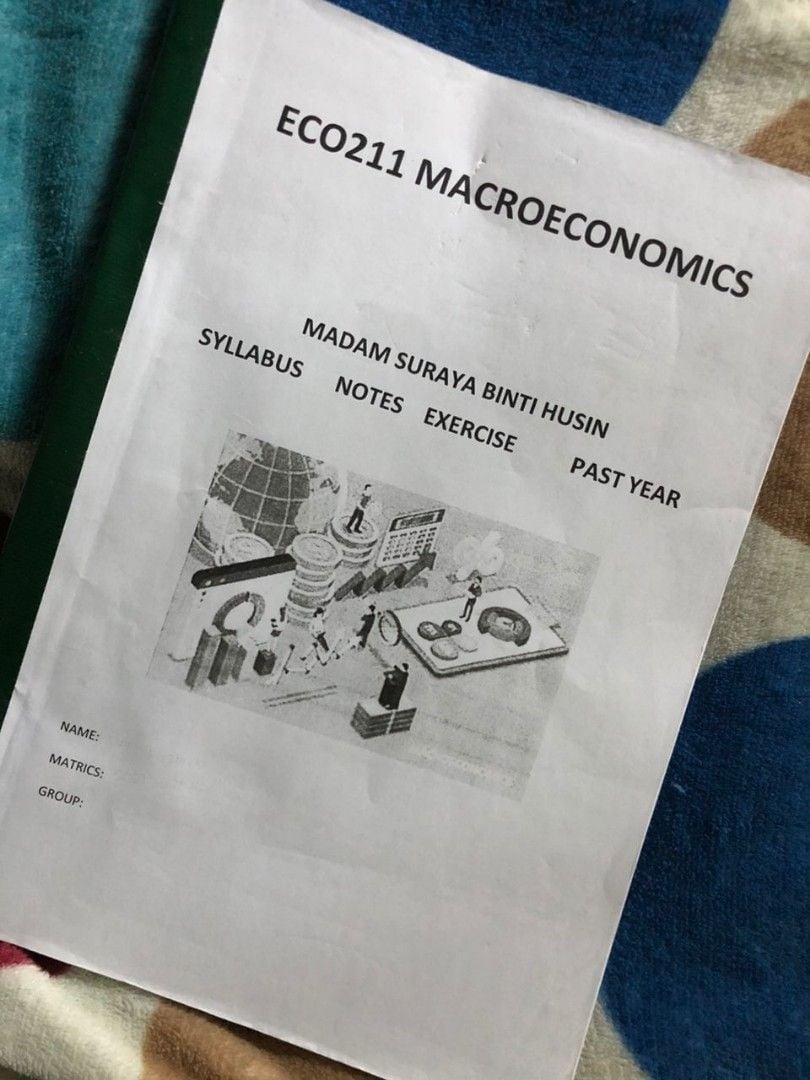 ECO211 MACROECONOMICS
MADAM SURAYA BINTI HUSIN
SYLLABUS NOTES EXERCISE PAST YEAR
NAME:
MATRICS:
GROUP: